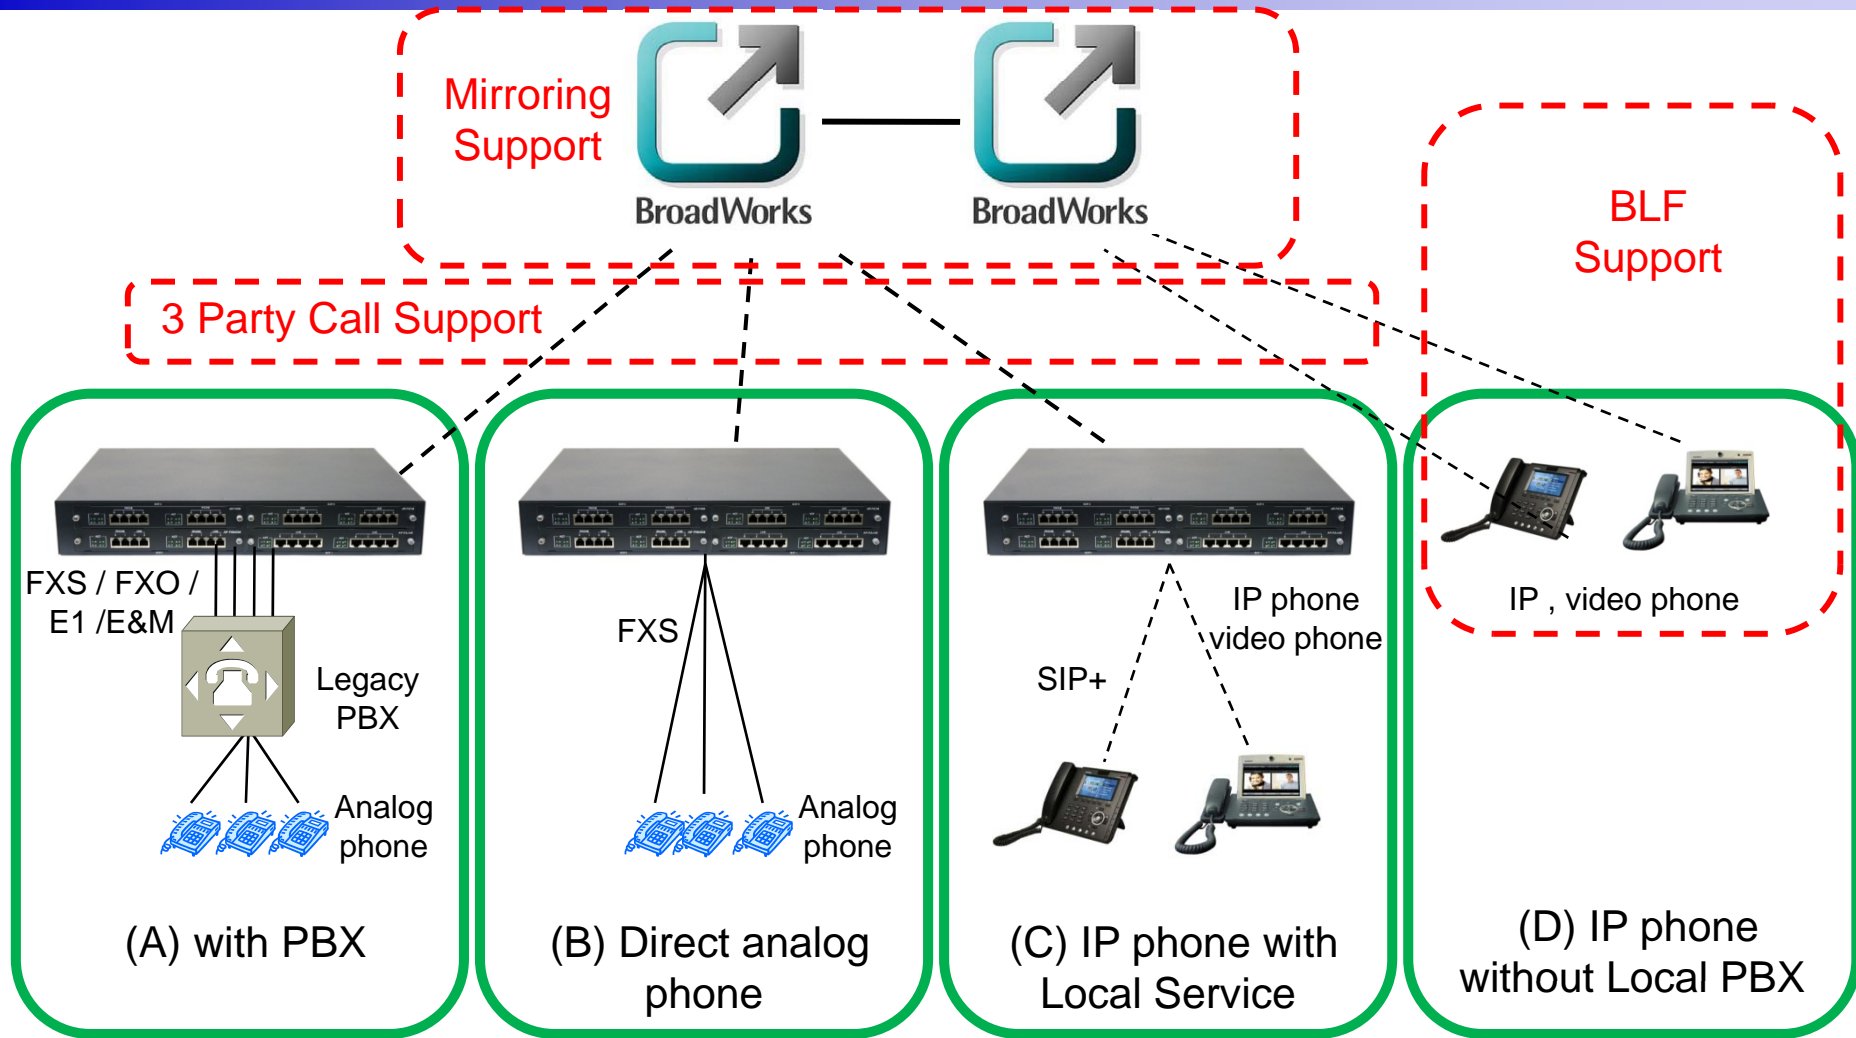 Mirroring
Support
BroadWorks
BroadWorks
BLF
Support
3 Party Call Support
FXS / FXO /
E1 /E&M
Legacy
PBX
Analog
phone
(A) with PBX
FXS
Analog
phone
(B) Direct analog
phone
IP phone
video phone
SIP+
(C) IP phone with
Local Service
IP , video phone
(D) IP phone
without Local PBX